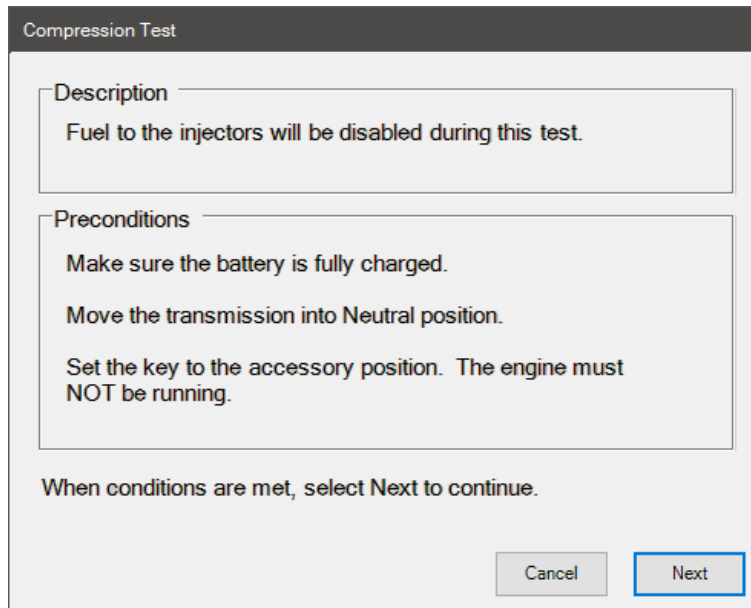 Compression Test
Description
Fuel to the injectors will be disabled during this test.
Preconditions
Make sure the battery is fully charged.
Move the transmission into Neutral position.
Set the key to the accessory position.  The engine must
NOT be running.
When conditions are met, select Next to continue.
Cancel
Next